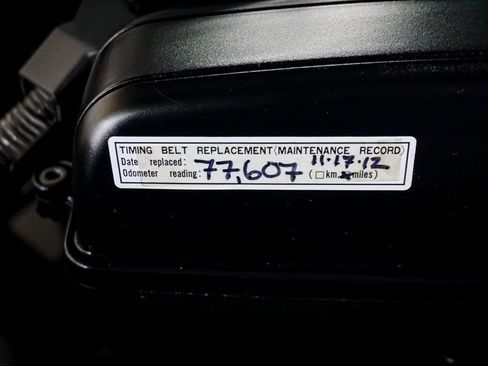 TIMING BELT REPLACEMENT(MAINTENANCE RECORD)
Date replaced: 11·17·12
Odometer reading: 77,607 (☐km,☒miles)